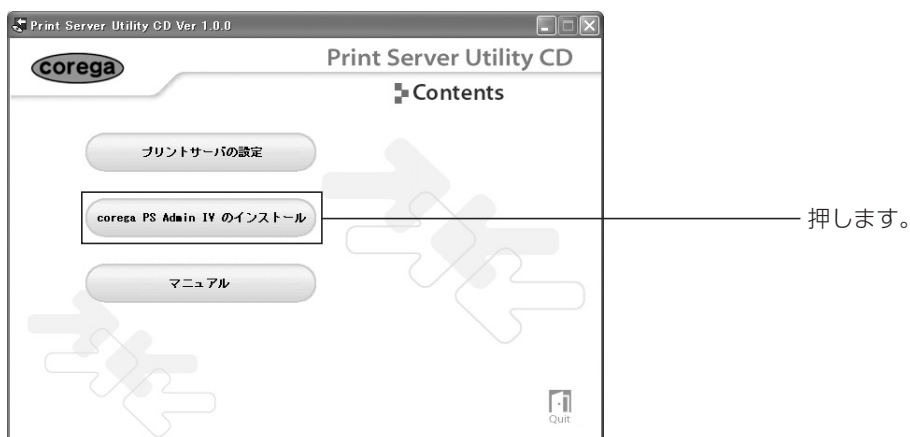 Print Server Utility CD Ver 1.0.0
corega
Print Server Utility CD
Contents
プリントサーバの設定
corega PS Admin IV のインストール
押します。
マニュアル
Quit